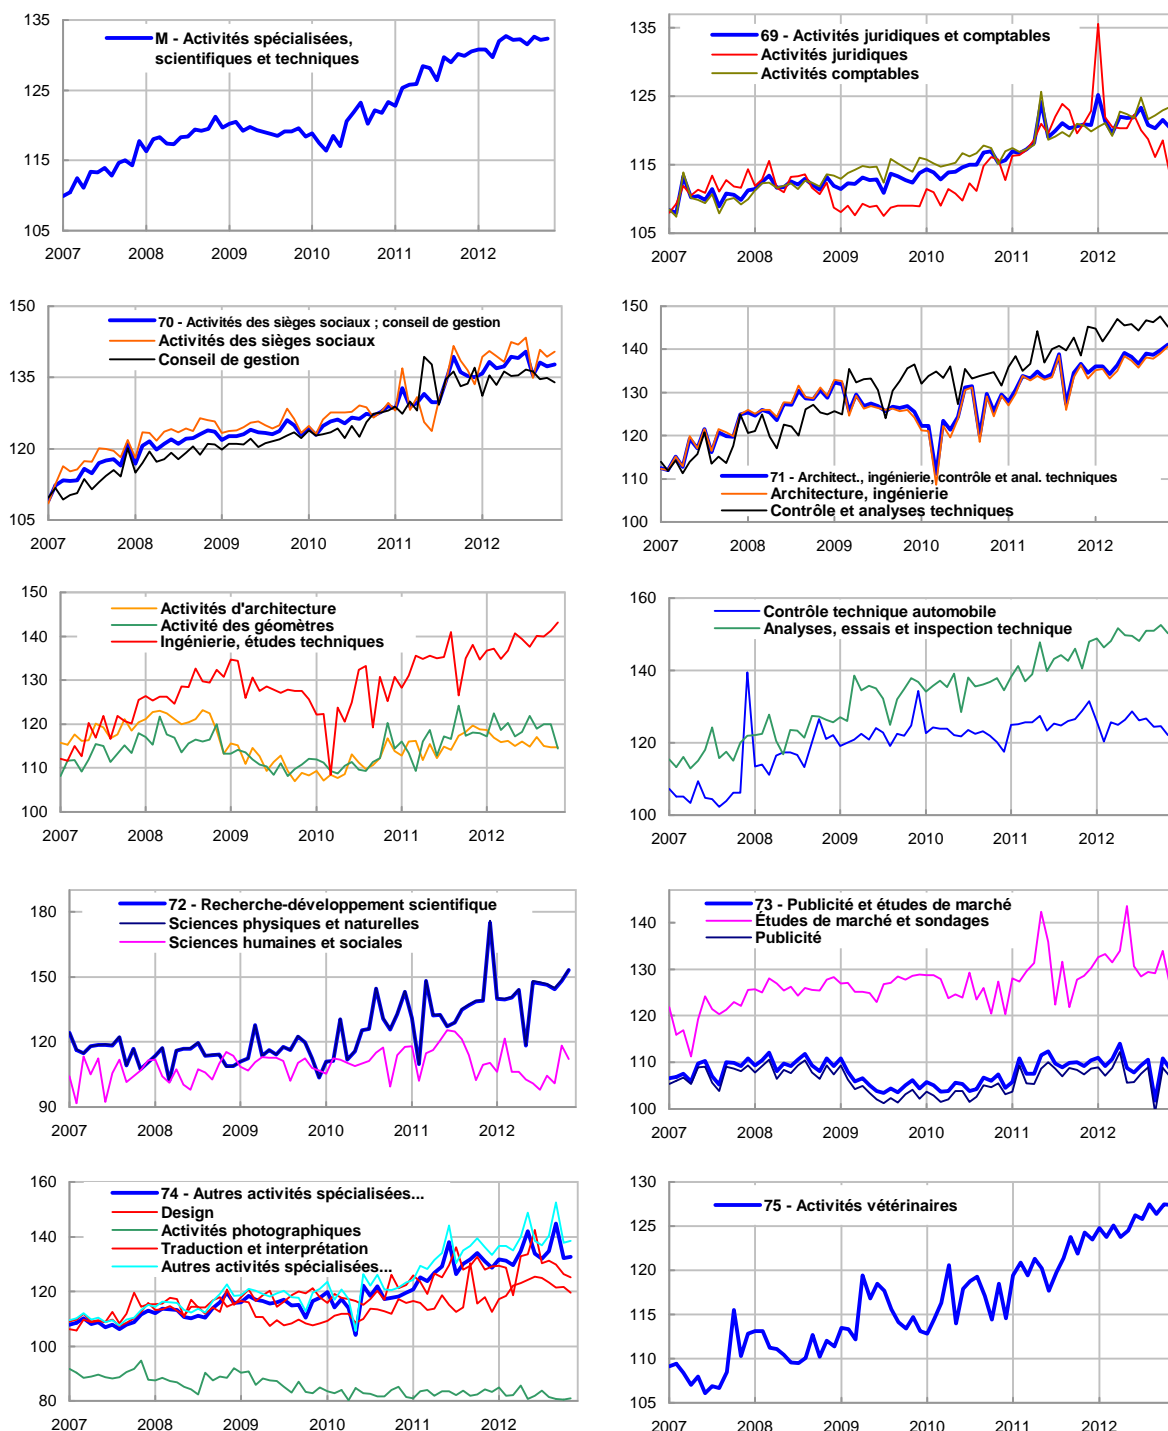 135
125
115
105
M - Activités spécialisées,
scientifiques et techniques
2007 2008 2009 2010 2011 2012
135
125
115
105
69 - Activités juridiques et comptables
Activités juridiques
Activités comptables
2007 2008 2009 2010 2011 2012
150
135
120
105
70 - Activités des sièges sociaux ; conseil de gestion
Activités des sièges sociaux
Conseil de gestion
2007 2008 2009 2010 2011 2012
150
140
130
120
110
100
71 - Architect., ingénierie, contrôle et anal. techniques
Architecture, ingénierie
Contrôle et analyses techniques
2007 2008 2009 2010 2011 2012
150
140
130
120
110
100
Activités d'architecture
Activité des géomètres
Ingénierie, études techniques
2007 2008 2009 2010 2011 2012
160
140
120
100
Contrôle technique automobile
Analyses, essais et inspection technique
2007 2008 2009 2010 2011 2012
180
150
120
90
72 - Recherche-développement scientifique
Sciences physiques et naturelles
Sciences humaines et sociales
2007 2008 2009 2010 2011 2012
140
130
120
110
100
73 - Publicité et études de marché
Études de marché et sondages
Publicité
2007 2008 2009 2010 2011 2012
160
140
120
100
80
74 - Autres activités spécialisées...
Design
Activités photographiques
Traduction et interprétation
Autres activités spécialisées...
2007 2008 2009 2010 2011 2012
130
125
120
115
110
105
75 - Activités vétérinaires
2007 2008 2009 2010 2011 2012